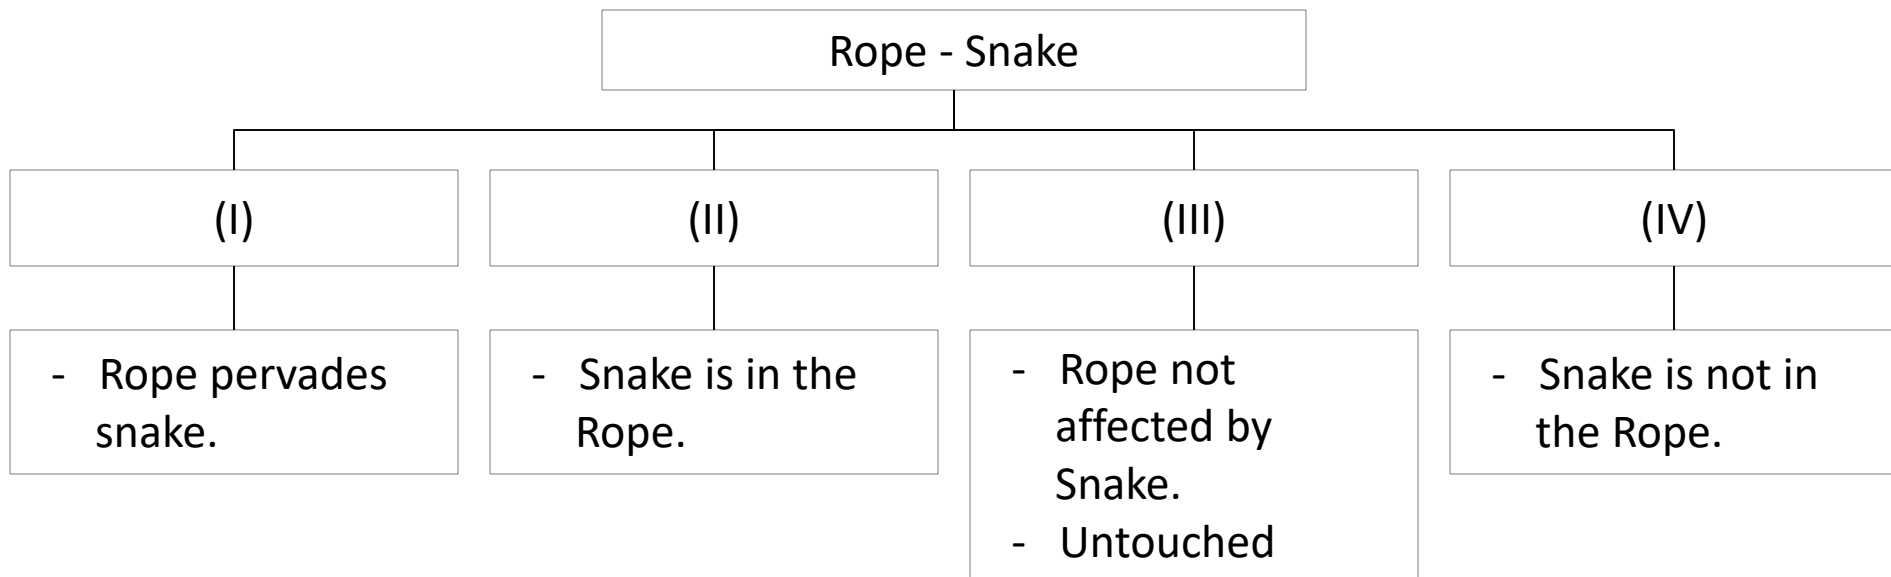 Rope - Snake
(I)
(II)
(III)
(IV)
- Rope pervades
snake.
- Snake is in the
Rope.
- Rope not
affected by
Snake.
- Untouched
- Snake is not in
the Rope.